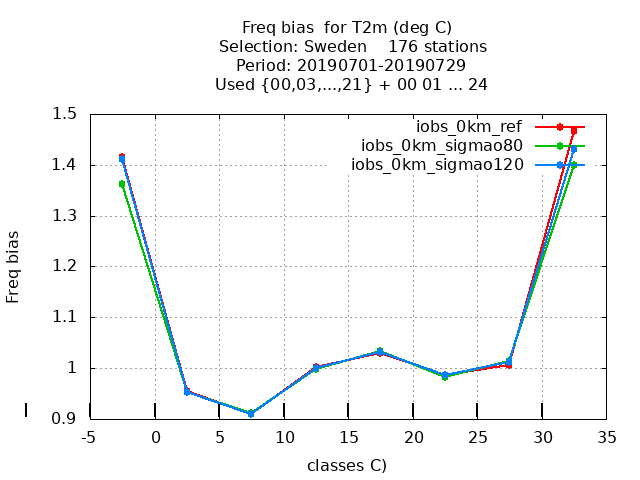 Freq bias  for T2m (deg C)
Selection: Sweden    176 stations
Period: 20190701-20190729
Used {00,03,...,21} + 00 01 ... 24
1.5
1.4
1.3
1.2
1.1
1
0.9
Freq bias
iobs_0km_ref
iobs_0km_sigmao80
iobs_0km_sigmao120
-5 0 5 10 15 20 25 30 35
classes C)